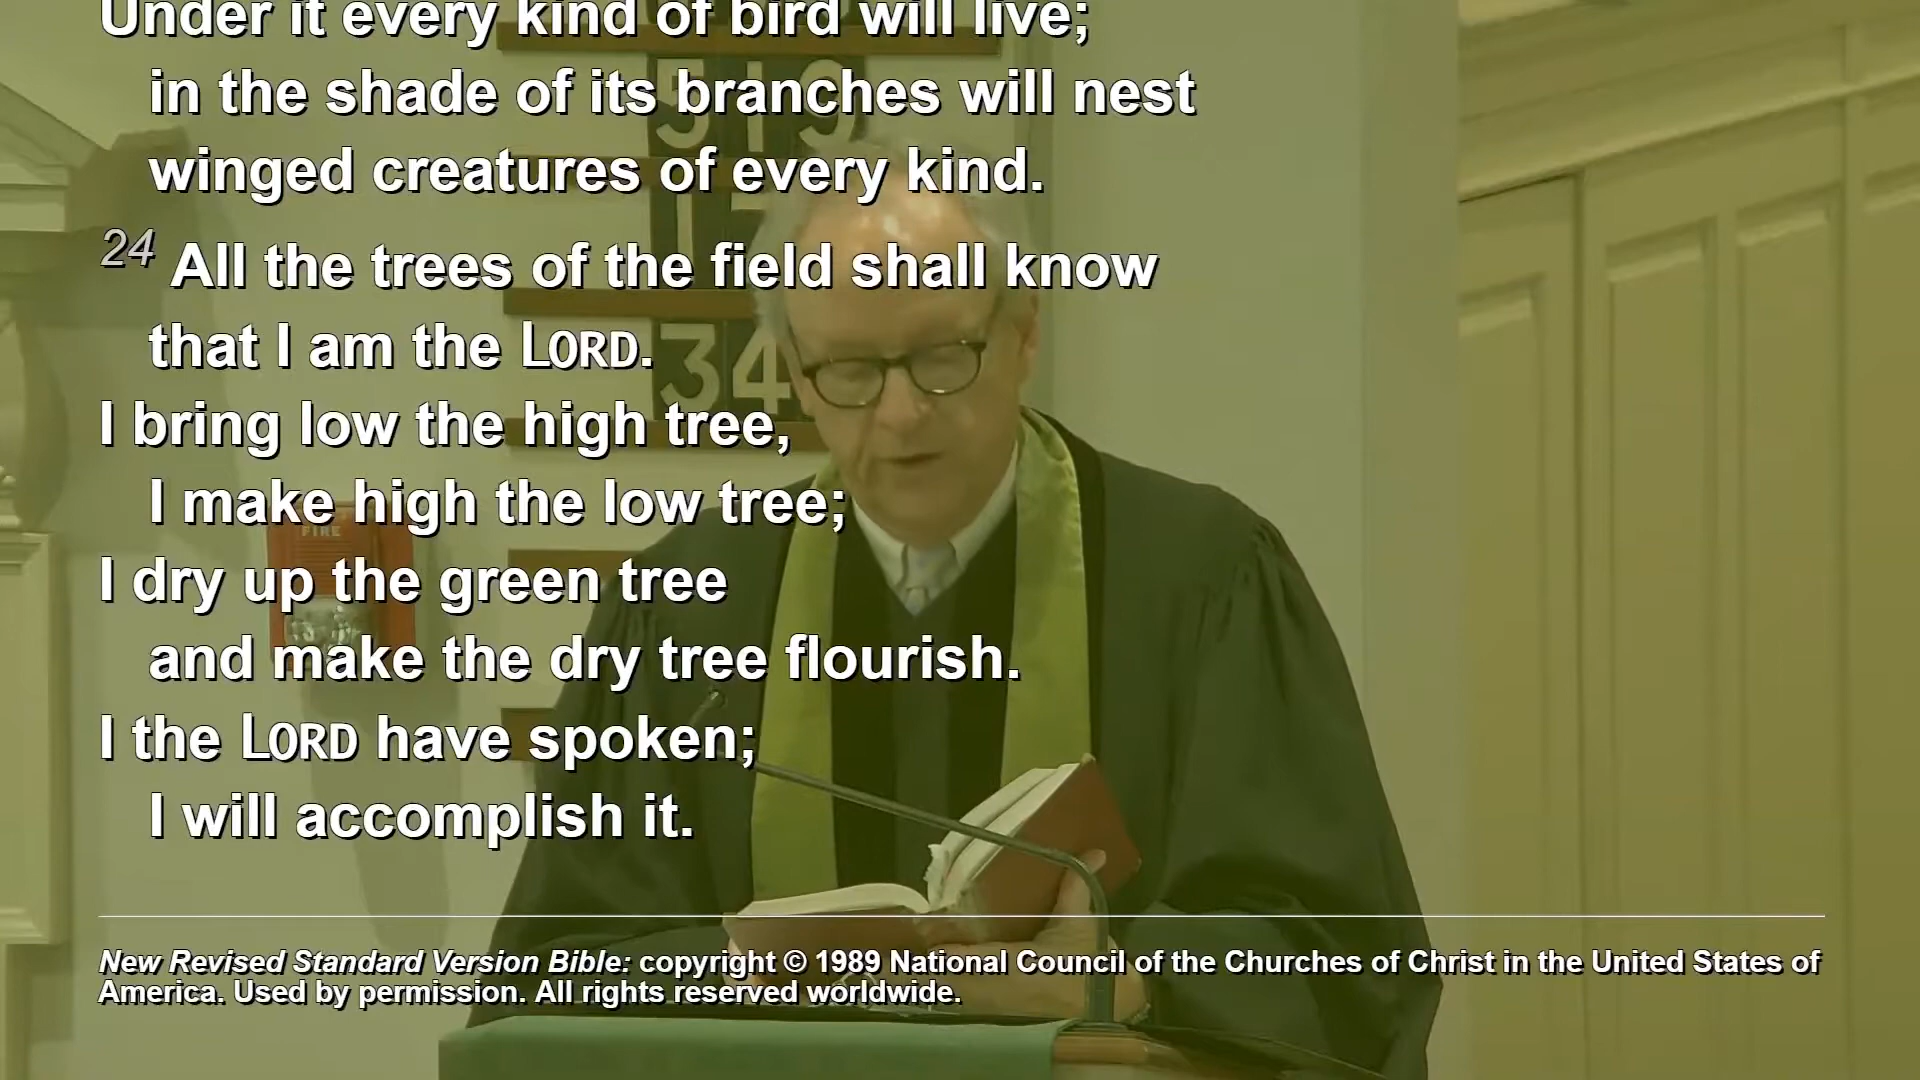 Under it every kind of bird will live;
in the shade of its branches will nest
winged creatures of every kind.
24 All the trees of the field shall know
that I am the LORD.
I bring low the high tree,
I make high the low tree;
I dry up the green tree
and make the dry tree flourish.
I the LORD have spoken;
I will accomplish it.
New Revised Standard Version Bible: copyright © 1989 National Council of the Churches of Christ in the United States of
America. Used by permission. All rights reserved worldwide.
519
34
FIRE